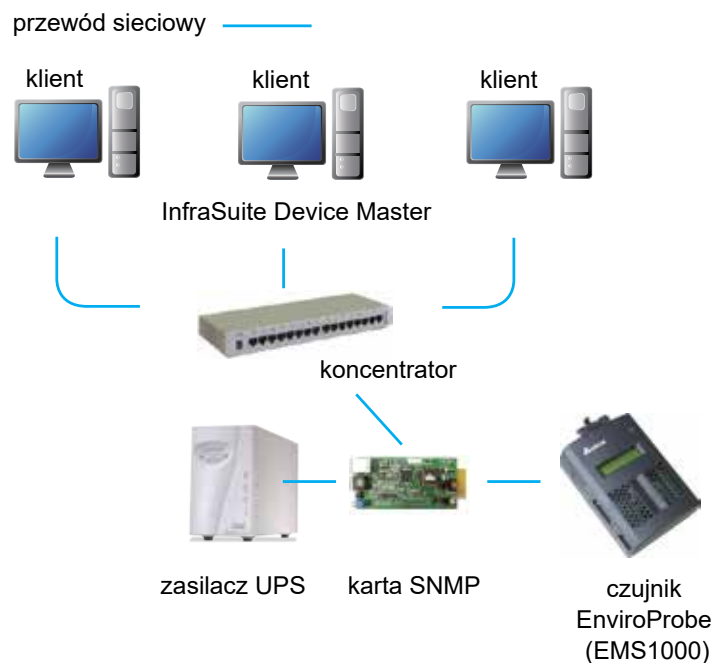 przewód sieciowy
klient
klient
klient
InfraSuite Device Master
koncentrator
zasilacz UPS
karta SNMP
czujnik
EnviroProbe
(EMS1000)